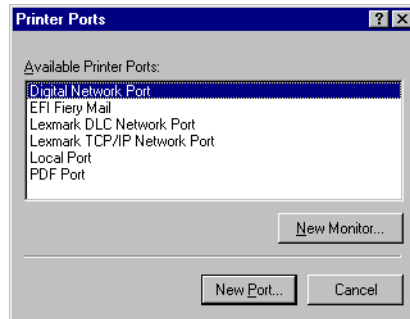 Printer Ports
Available Printer Ports:
Digital Network Port
EFI Fiery Mail
Lexmark DLC Network Port
Lexmark TCP/IP Network Port
Local Port
PDF Port
New Monitor...
New Port...
Cancel